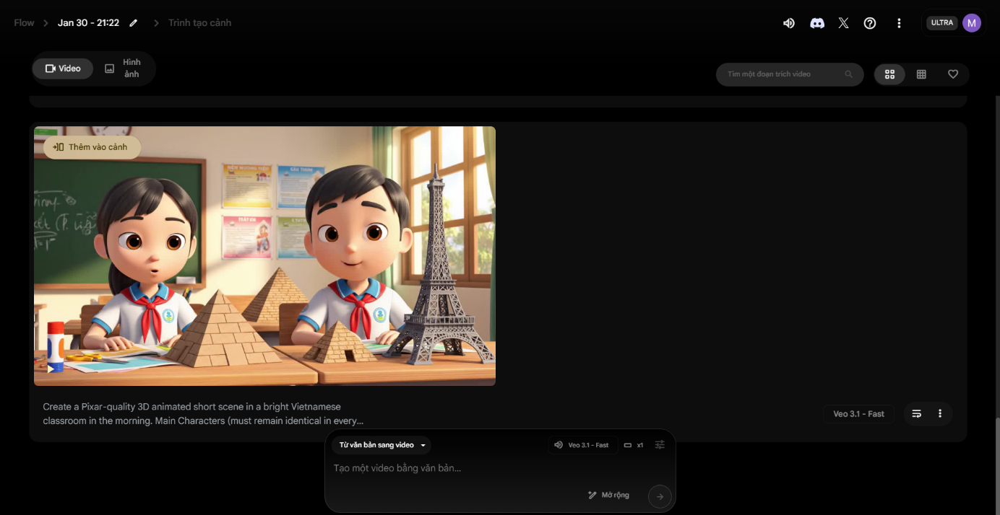 Flow > Jan 30 - 21:22 > Trình tạo cảnh
ULTRA M
Video
Hình ảnh
Tìm một đoạn trích video
Thêm vào cảnh
Create a Pixar-quality 3D animated short scene in a bright Vietnamese
classroom in the morning. Main Characters (must remain identical in every...
Veo 3.1 - Fast
Từ văn bản sang video
Veo 3.1 - Fast
x1
Tạo một video bằng văn bản...
Mở rộng